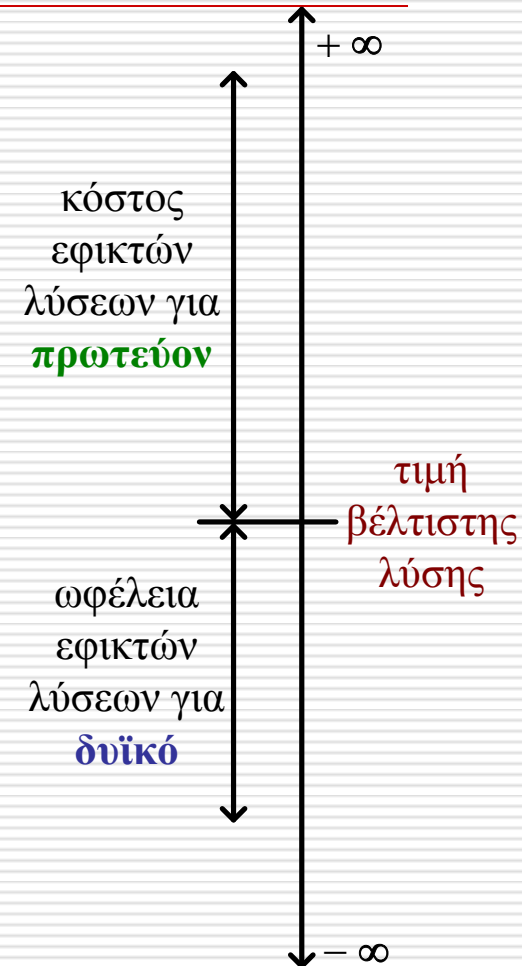 + ∞
κόστος
εφικτών
λύσεων για
πρωτεύον
τιμή
βέλτιστης
λύσης
ωφέλεια
εφικτών
λύσεων για
δυϊκό
− ∞